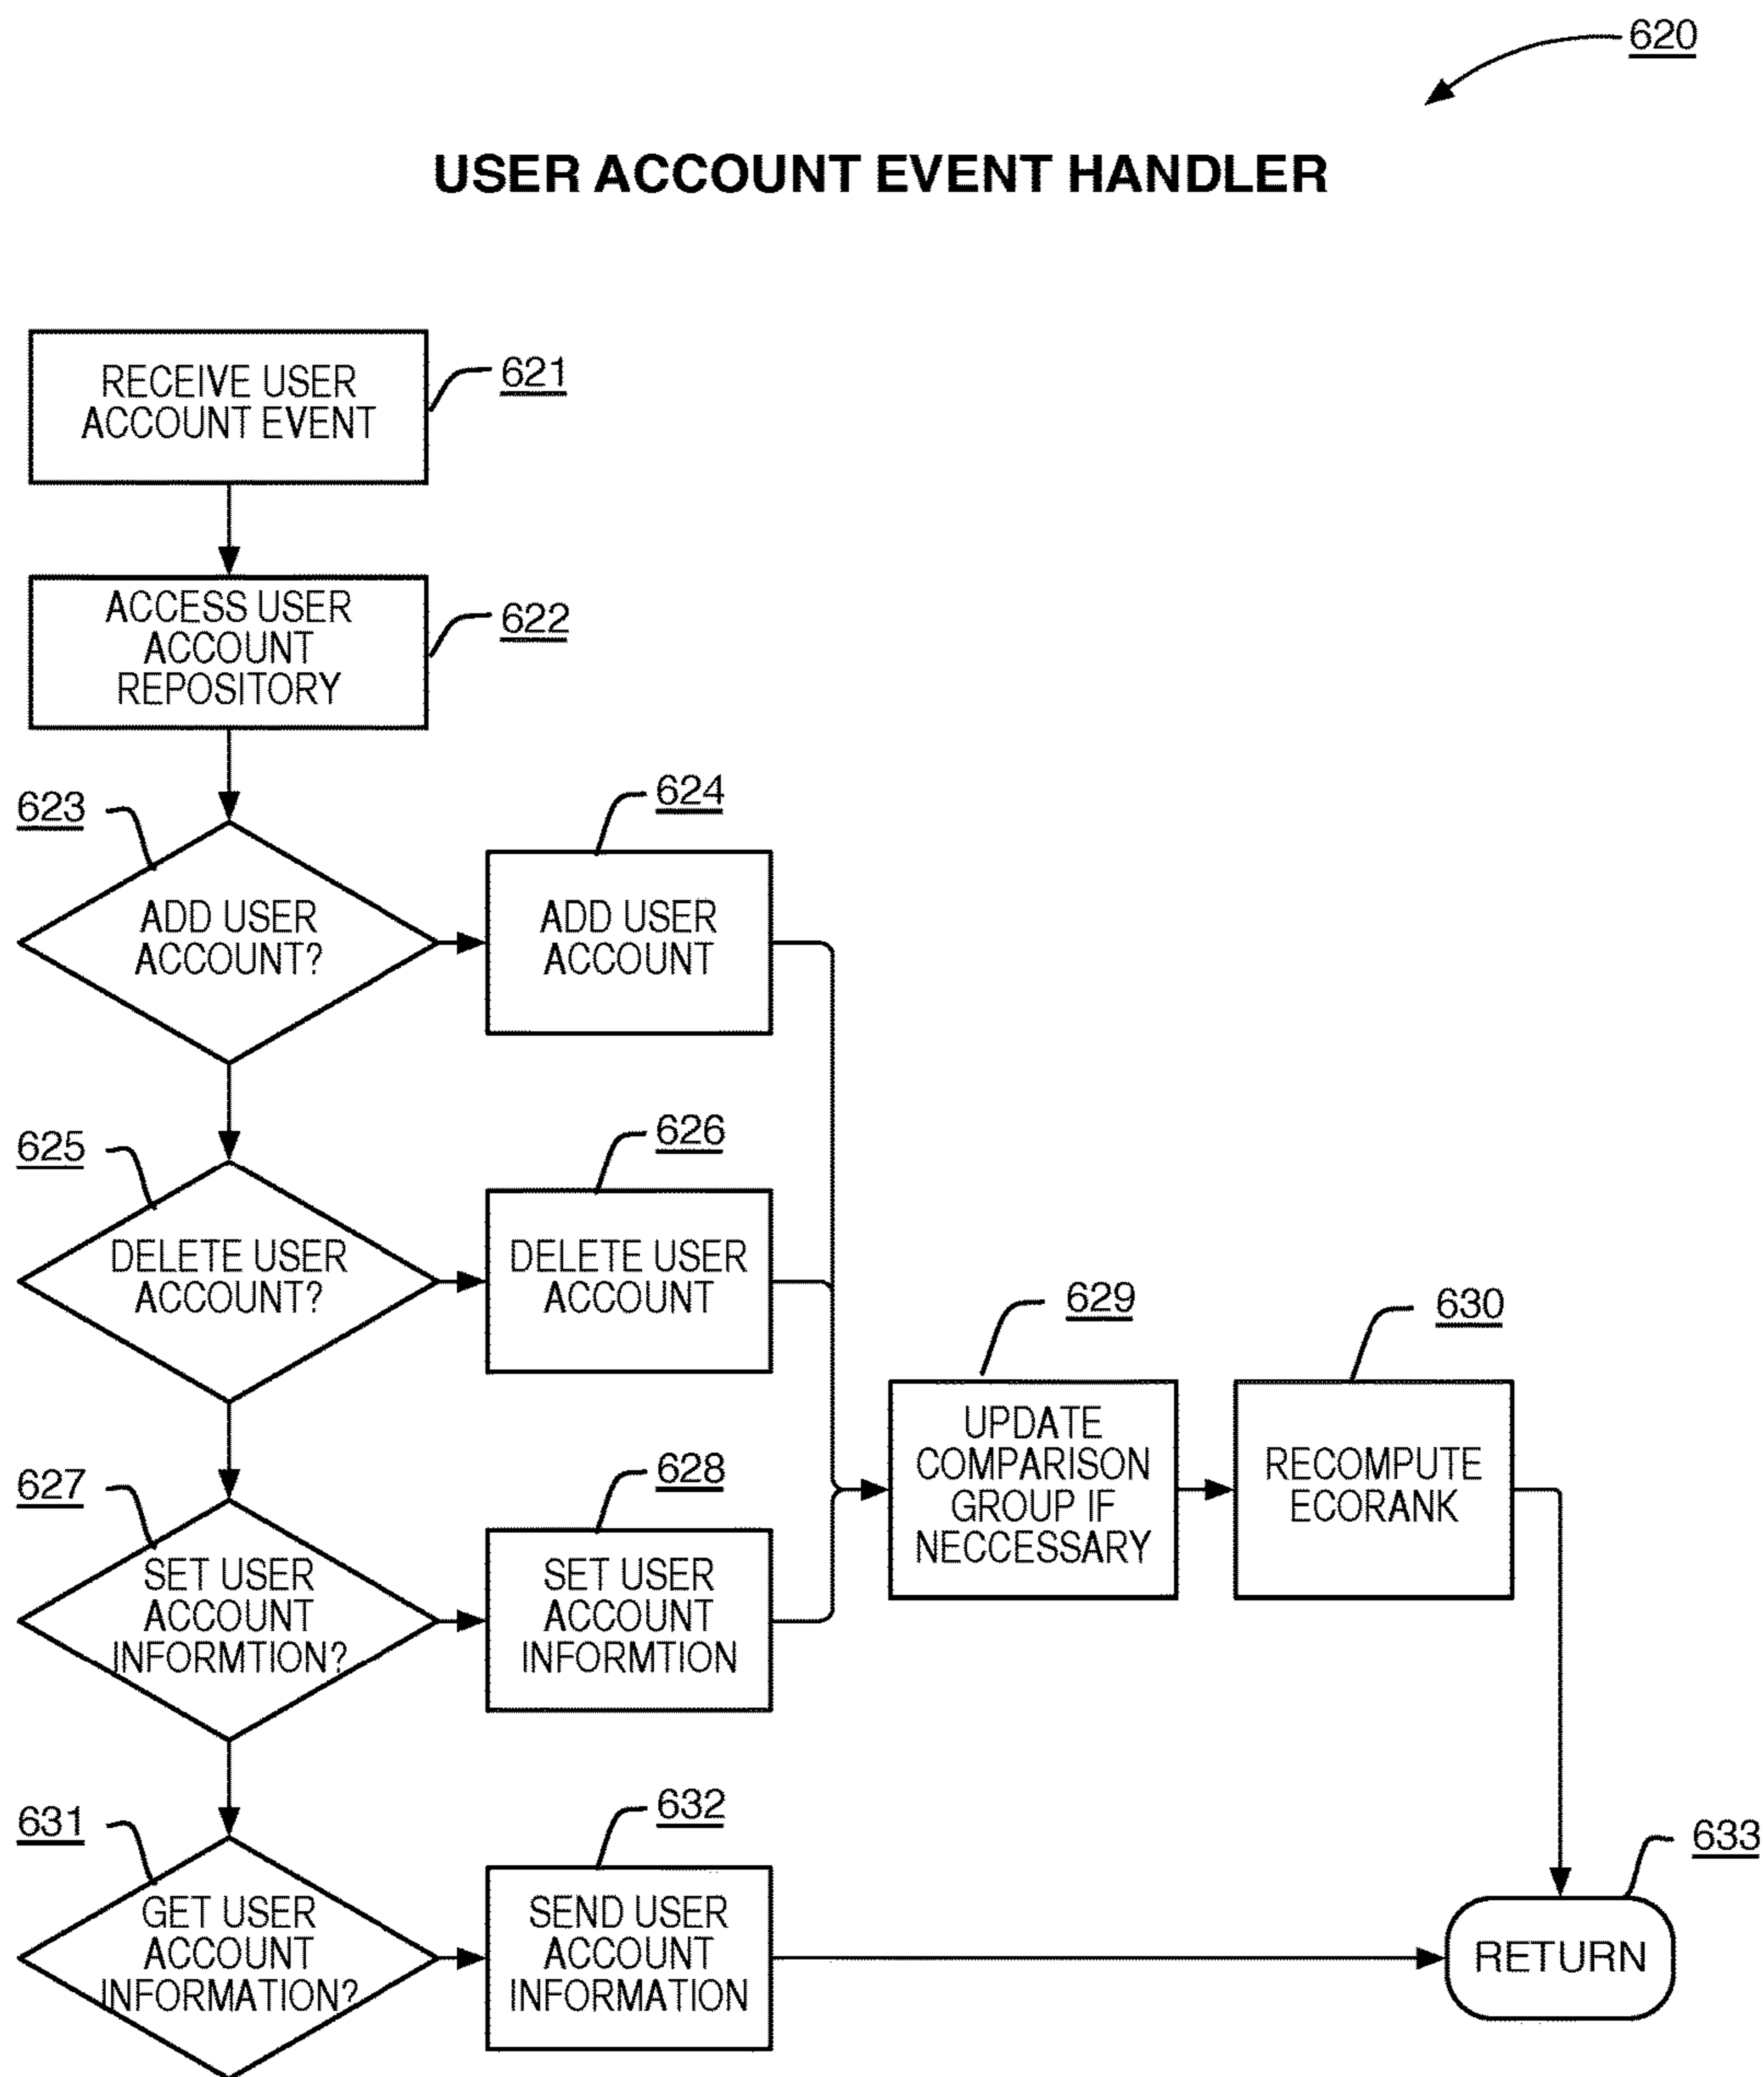 620
USER ACCOUNT EVENT HANDLER
RECEIVE USER
ACCOUNT EVENT
621
ACCESS USER
ACCOUNT
REPOSITORY
622
623
ADD USER
ACCOUNT?
624
ADD USER
ACCOUNT
625
DELETE USER
ACCOUNT?
626
DELETE USER
ACCOUNT
627
SET USER
ACCOUNT
INFORMTION?
628
SET USER
ACCOUNT
INFORMTION
629
UPDATE
COMPARISON
GROUP IF
NECCESSARY
630
RECOMPUTE
ECORANK
631
GET USER
ACCOUNT
INFORMATION?
632
SEND USER
ACCOUNT
INFORMATION
633
RETURN